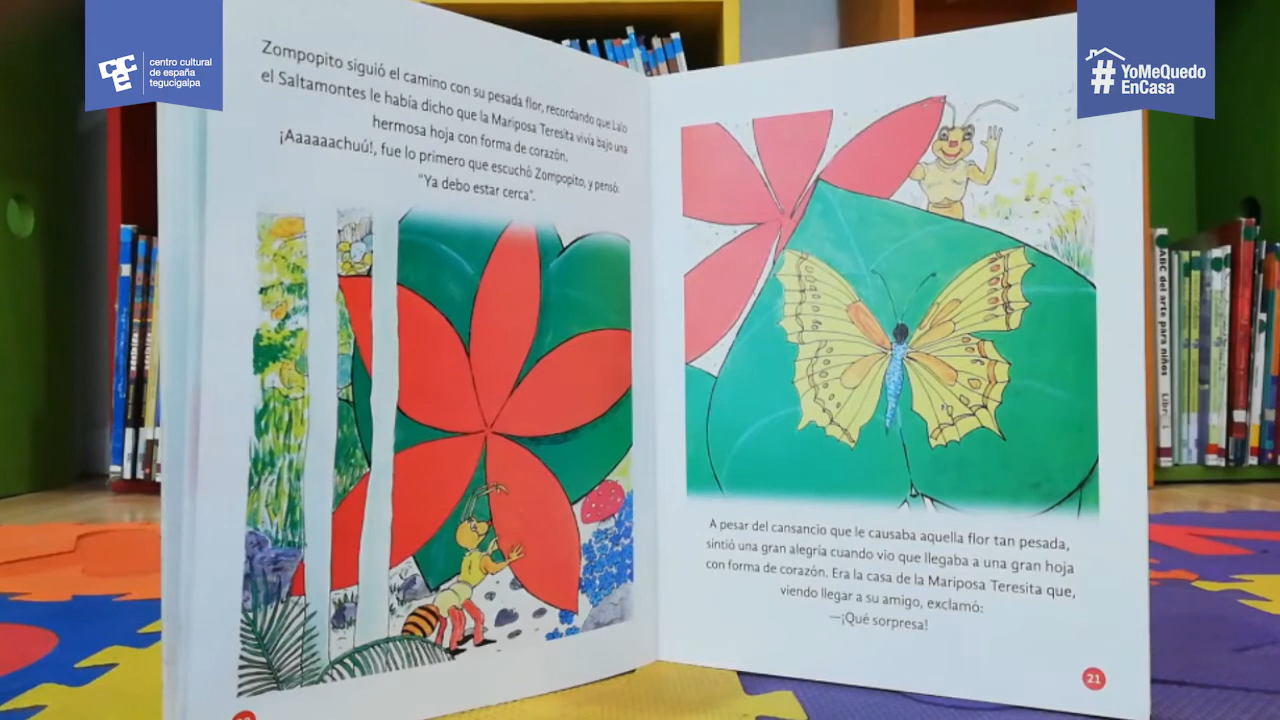 centro cultural
de españa
tegucigalpa
#YoMeQuedo
EnCasa
Zompopito siguió el camino con su pesada flor, recordando que Lalo
el Saltamontes le había dicho que la Mariposa Teresita vivía bajo una
hermosa hoja con forma de corazón.
¡Aaaaaachuú!, fue lo primero que escuchó Zompopito, y pensó:
"Ya debo estar cerca".
A pesar del cansancio que le causaba aquella flor tan pesada,
sintió una gran alegría cuando vio que llegaba a una gran hoja
con forma de corazón. Era la casa de la Mariposa Teresita que,
viendo llegar a su amigo, exclamó:
—¡Qué sorpresa!
21
ABC del arte para niños